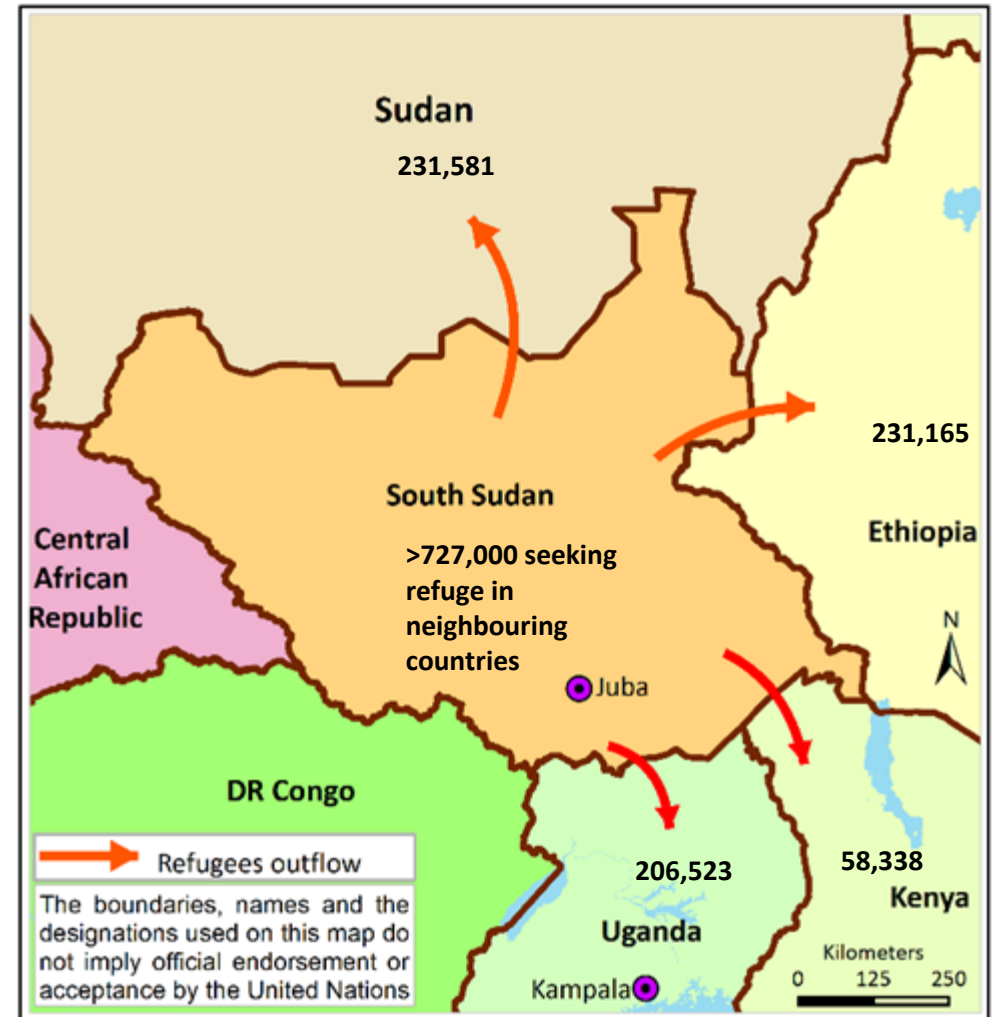 Sudan
231,581
231,165
South Sudan
Ethiopia
Central
African
Republic
>727,000 seeking
refuge in
neighbouring
countries
N
Juba
DR Congo
Refugees outflow
206,523
58,338
Kenya
The boundaries, names and the
designations used on this map do
not imply official endorsement or
acceptance by the United Nations
Uganda
Kampala
Kilometers
0 125 250